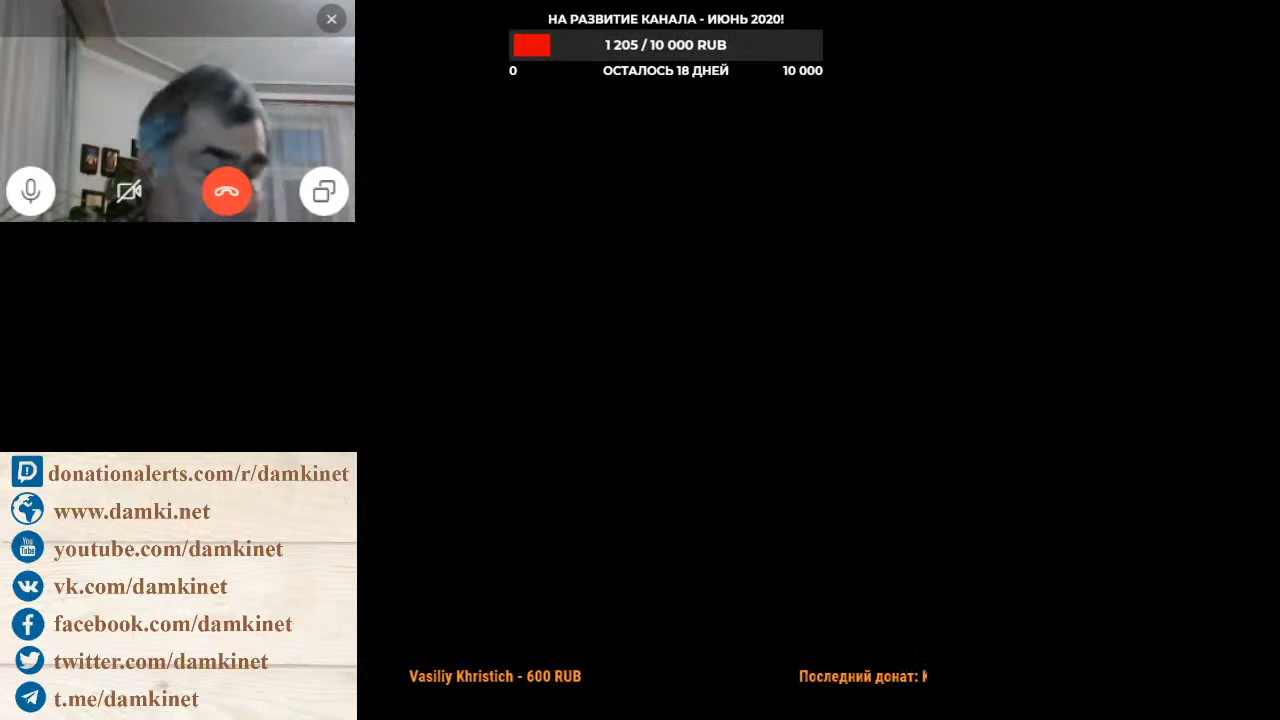 НА РАЗВИТИЕ КАНАЛА - ИЮНЬ 2020!
1 205 / 10 000 RUB
0 ОСТАЛОСЬ 18 ДНЕЙ 10 000
donationalerts.com/r/damkinet
www.damki.net
You Tube youtube.com/damkinet
vk.com/damkinet
facebook.com/damkinet
twitter.com/damkinet
t.me/damkinet
Vasiliy Khristich - 600 RUB Последний донат: